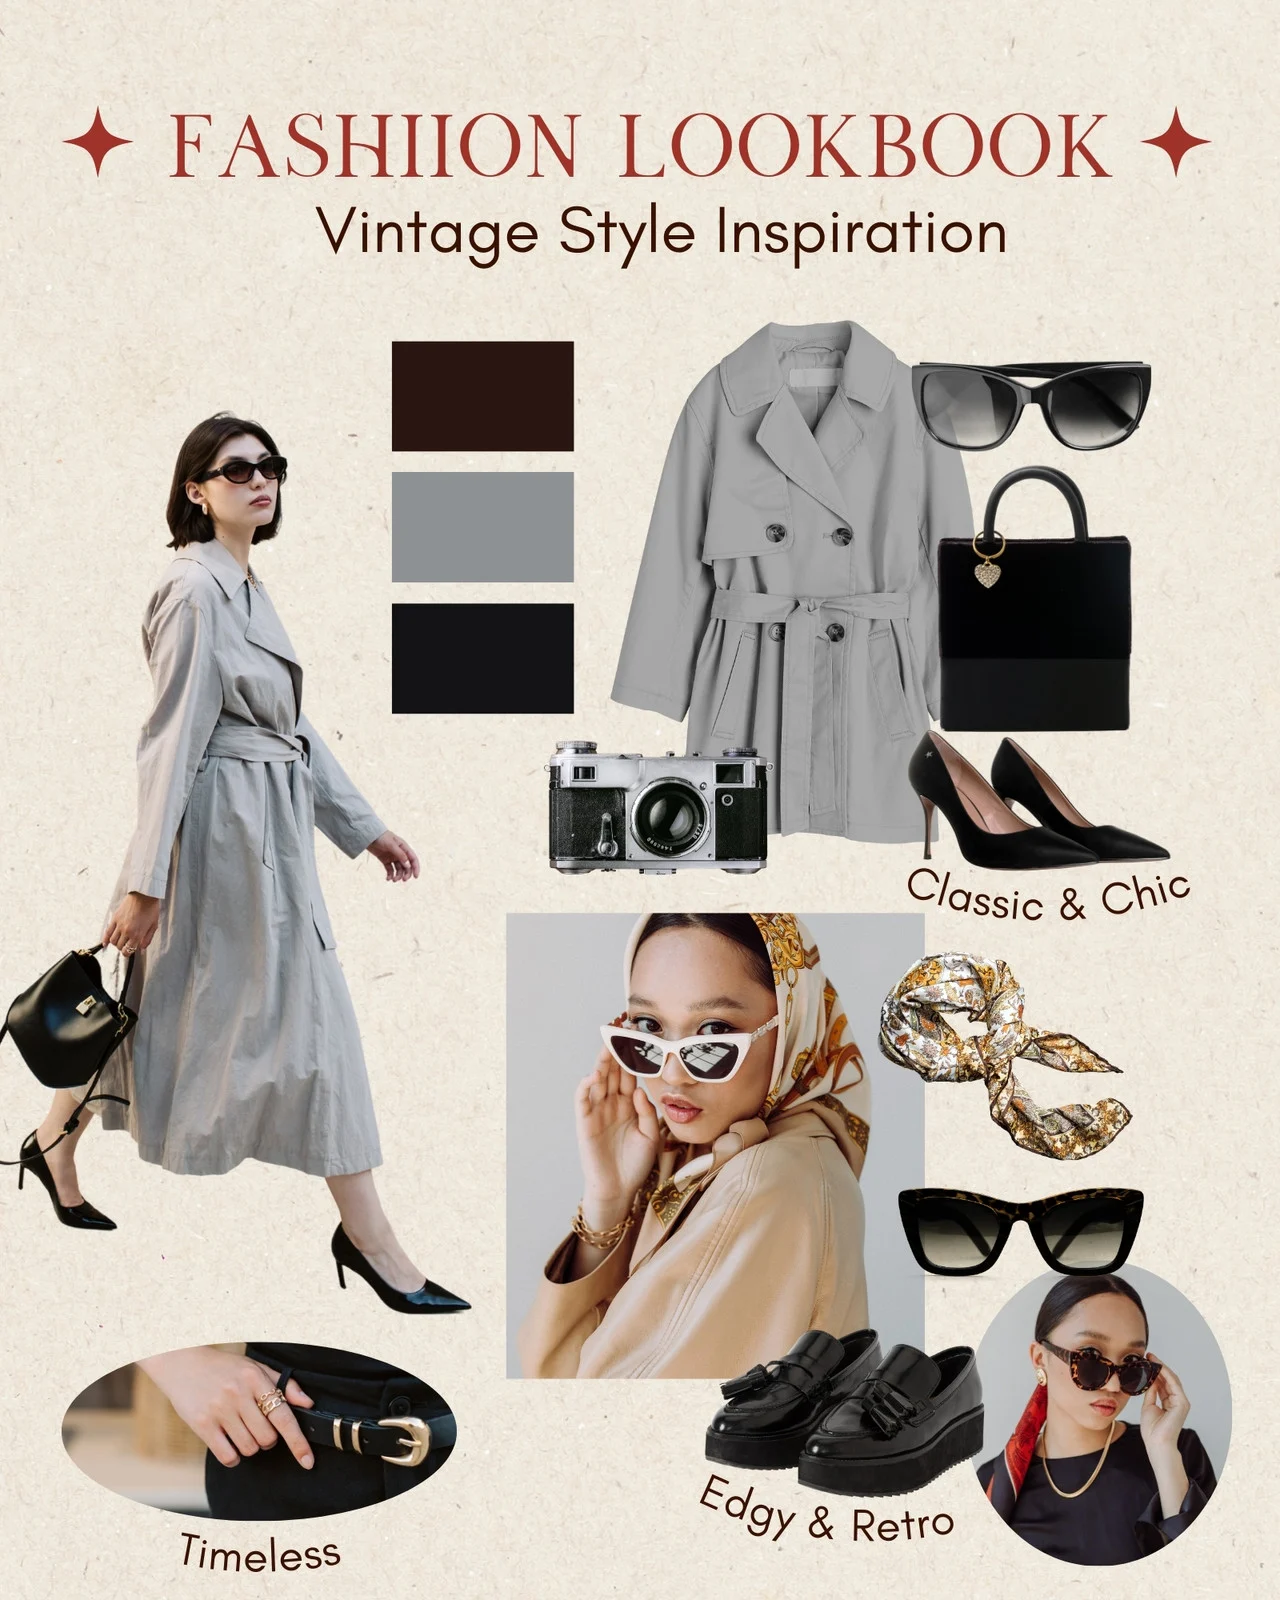 FASHIION LOOKBOOK
Vintage Style Inspiration
Classic & Chic
Edgy & Retro
Timeless